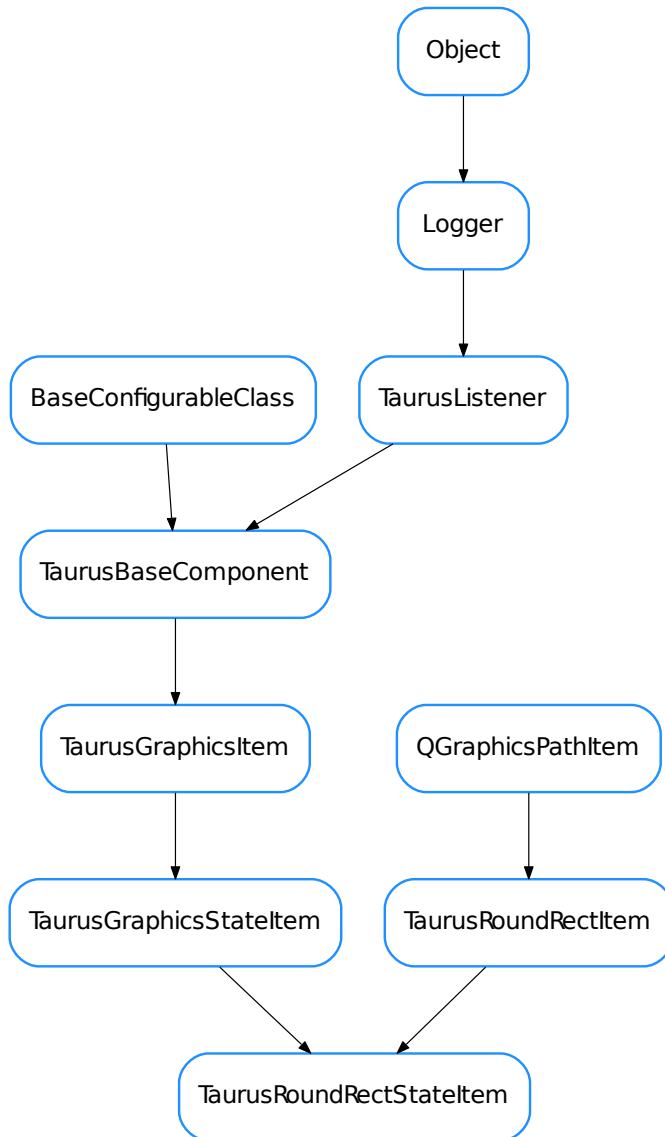 Object
Logger
BaseConfigurableClass
TaurusListener
TaurusBaseComponent
TaurusGraphicsItem
QGraphicsPathItem
TaurusGraphicsStateItem
TaurusRoundRectItem
TaurusRoundRectStateItem